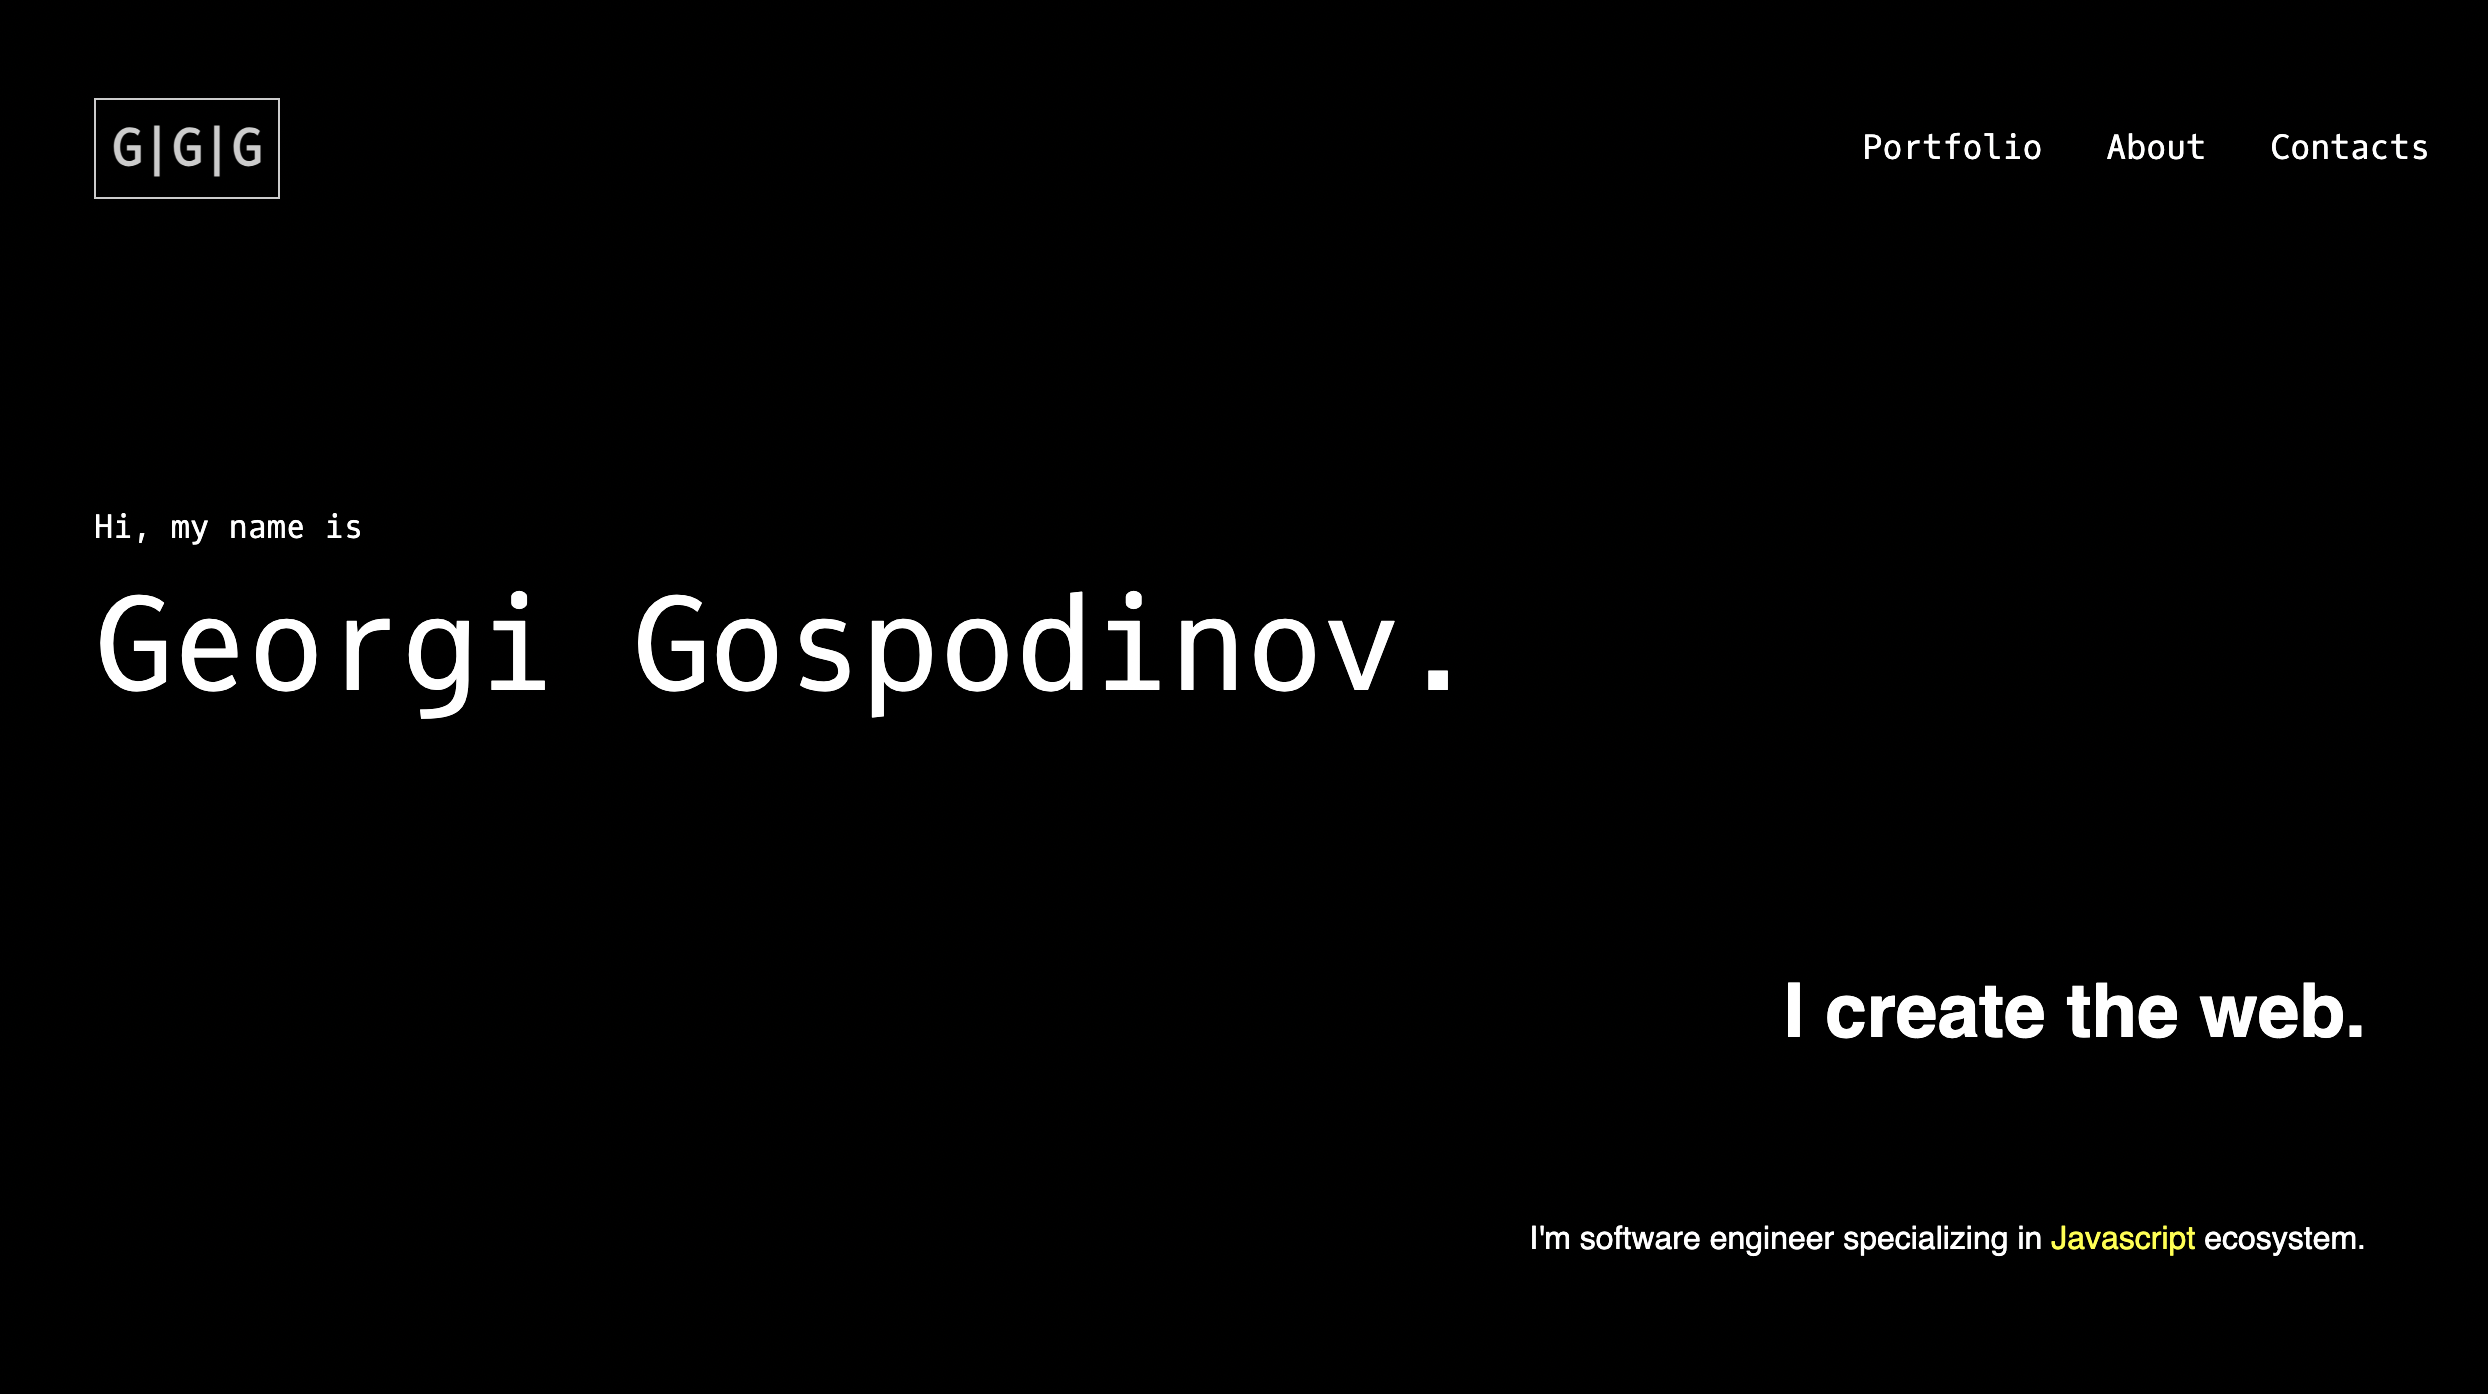 G|G|G
Portfolio About Contacts
Hi, my name is
Georgi Gospodinov.
I create the web.
I'm software engineer specializing in Javascript ecosystem.